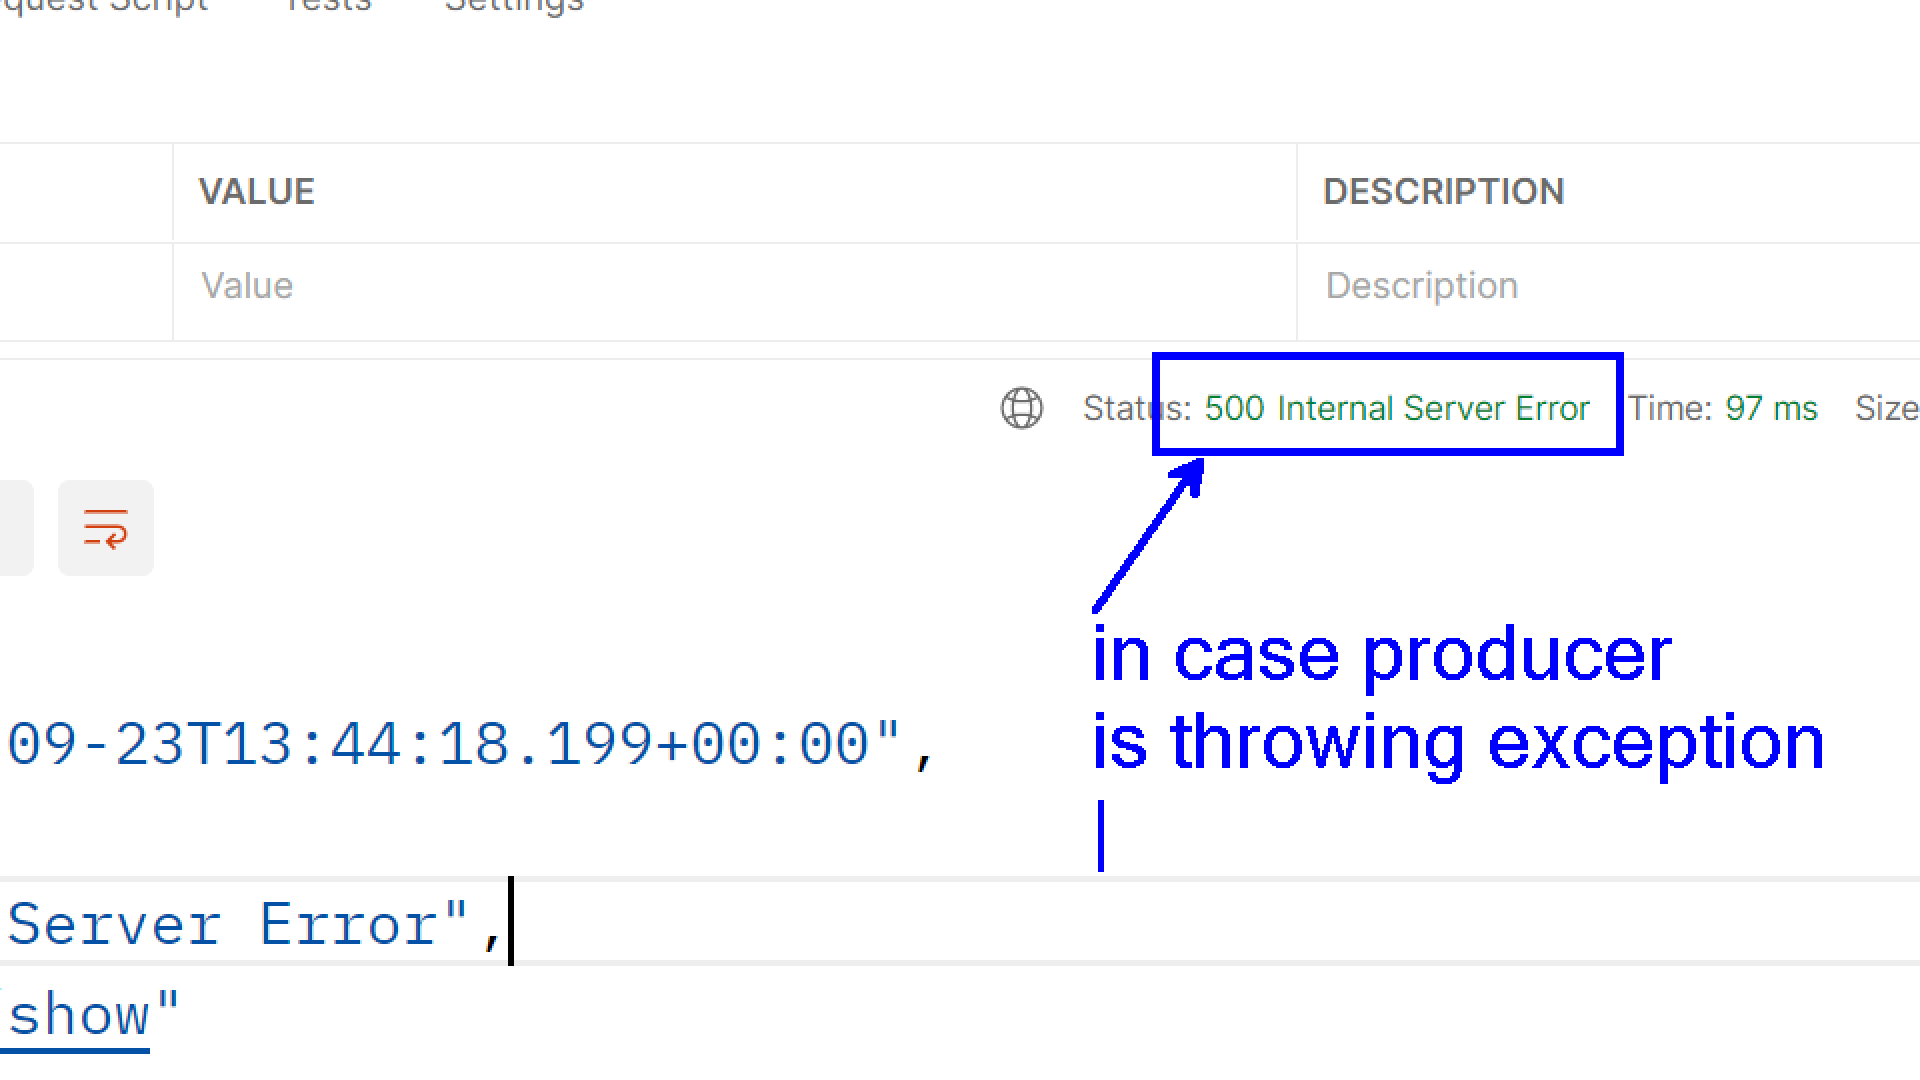 quest Script Tests Settings
VALUE DESCRIPTION
Value Description
Status: 500 Internal Server Error Time: 97 ms Size
in case producer
is throwing exception
09-23T13:44:18.199+00:00",
Server Error",
show"